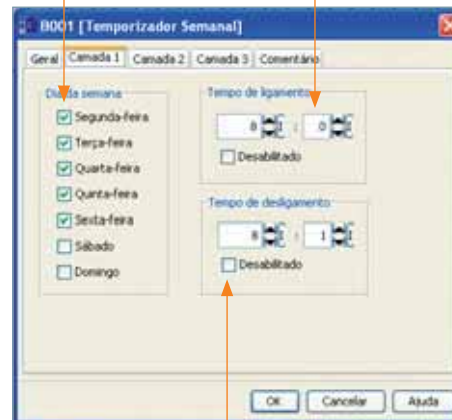 B001 [Temporizador Semanal]
Geral Camada 1 Camada 2 Camada 3 Comentário
Dia da semana
Segunda-feira
Terça-feira
Quarta-feira
Quinta-feira
Sexta-feira
Sábado
Domingo
Tempo de ligamento
8 : 0
Desabilitado
Tempo de desligamento
8 : 1
Desabilitado
OK Cancelar Ajuda